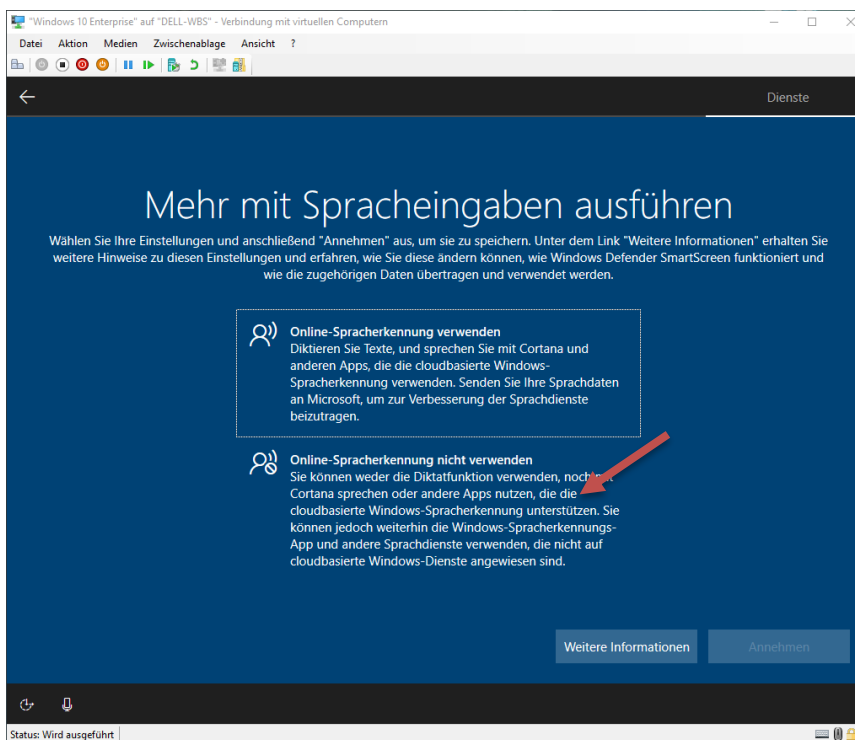 "Windows 10 Enterprise" auf "DELL-WBS" - Verbindung mit virtuellen Computern
Datei Aktion Medien Zwischenablage Ansicht ?
Dienste
Mehr mit Spracheingaben ausführen
Wählen Sie Ihre Einstellungen und anschließend "Annehmen" aus, um sie zu speichern. Unter dem Link "Weitere Informationen" erhalten Sie
weitere Hinweise zu diesen Einstellungen und erfahren, wie Sie diese ändern können, wie Windows Defender SmartScreen funktioniert und
wie die zugehörigen Daten übertragen und verwendet werden.
Online-Spracherkennung verwenden
Diktieren Sie Texte, und sprechen Sie mit Cortana und
anderen Apps, die die cloudbasierte Windows-
Spracherkennung verwenden. Senden Sie Ihre Sprachdaten
an Microsoft, um zur Verbesserung der Sprachdienste
beizutragen.
Online-Spracherkennung nicht verwenden
Sie können weder die Diktatfunktion verwenden, noch
Cortana sprechen oder andere Apps nutzen, die die
cloudbasierte Windows-Spracherkennung unterstützen. Sie
können jedoch weiterhin die Windows-Spracherkennungs-
App und andere Sprachdienste verwenden, die nicht auf
cloudbasierte Windows-Dienste angewiesen sind.
Weitere Informationen
Annehmen
Status: Wird ausgeführt